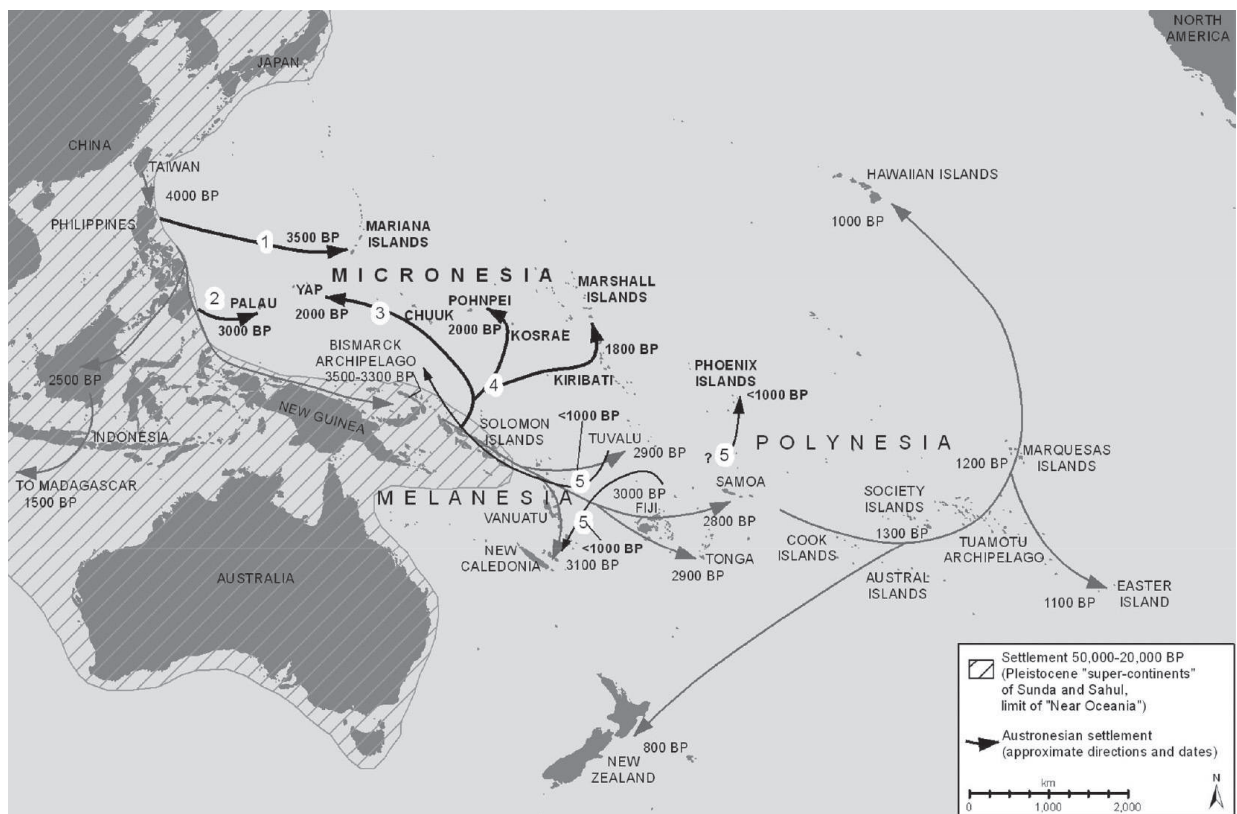 NORTH
AMERICA
JAPAN
CHINA
TAIWAN
4000 BP
HAWAIIAN ISLANDS
1000 BP
PHILIPPINES
1
3500 BP
MARIANA
ISLANDS
MICRONESIA
MARSHALL
ISLANDS
2
PALAU
3000 BP
YAP
2000 BP
3
CHUUK
POHNPEI
2000 BP
KOSRAE
1800 BP
BISMARCK
ARCHIPELAGO
3500-3300 BP
4
KIRIBATI
PHOENIX
ISLANDS
<1000 BP
2500 BP
NEW GUINEA
INDONESIA
SOLOMON
ISLANDS
<1000 BP
TUVALU
2900 BP
? 5
POLYNESIA
1200 BP
MARQUESAS
ISLANDS
TO MADAGASCAR
1500 BP
MELANESIA
5
3000 BP
FIJI
SAMOA
2800 BP
SOCIETY
ISLANDS
1300 BP
VANUATU
5
<1000 BP
NEW
CALEDONIA
3100 BP
TONGA
2900 BP
COOK
ISLANDS
TUAMOTU
ARCHIPELAGO
AUSTRAL
ISLANDS
1100 BP
EASTER
ISLAND
AUSTRALIA
800 BP
NEW
ZEALAND
Settlement 50,000-20,000 BP
(Pleistocene "super-continents"
of Sunda and Sahul,
limit of "Near Oceania")
Austronesian settlement
(approximate directions and dates)
km
N
0 1,000 2,000